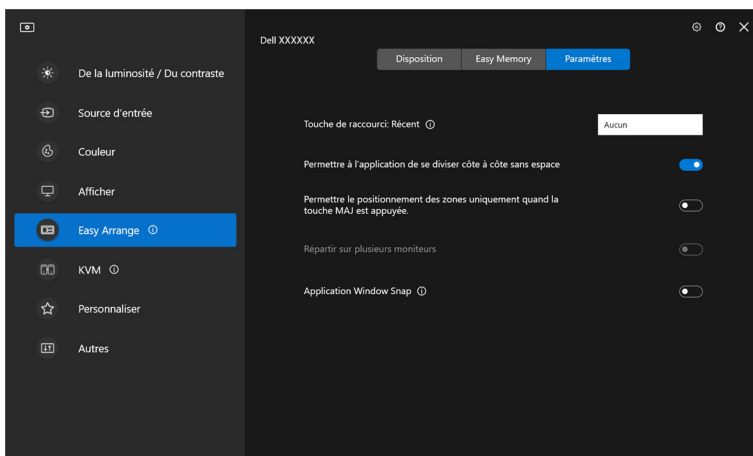 Dell XXXXXX
Disposition
Easy Memory
Paramètres
De la luminosité / Du contraste
Source d'entrée
Couleur
Afficher
Easy Arrange
KVM
Personnaliser
Autres
Touche de raccourci: Récent
Aucun
Permettre à l'application de se diviser côte à côte sans espace
Permettre le positionnement des zones uniquement quand la
touche MAJ est appuyée.
Répartir sur plusieurs moniteurs
Application Window Snap